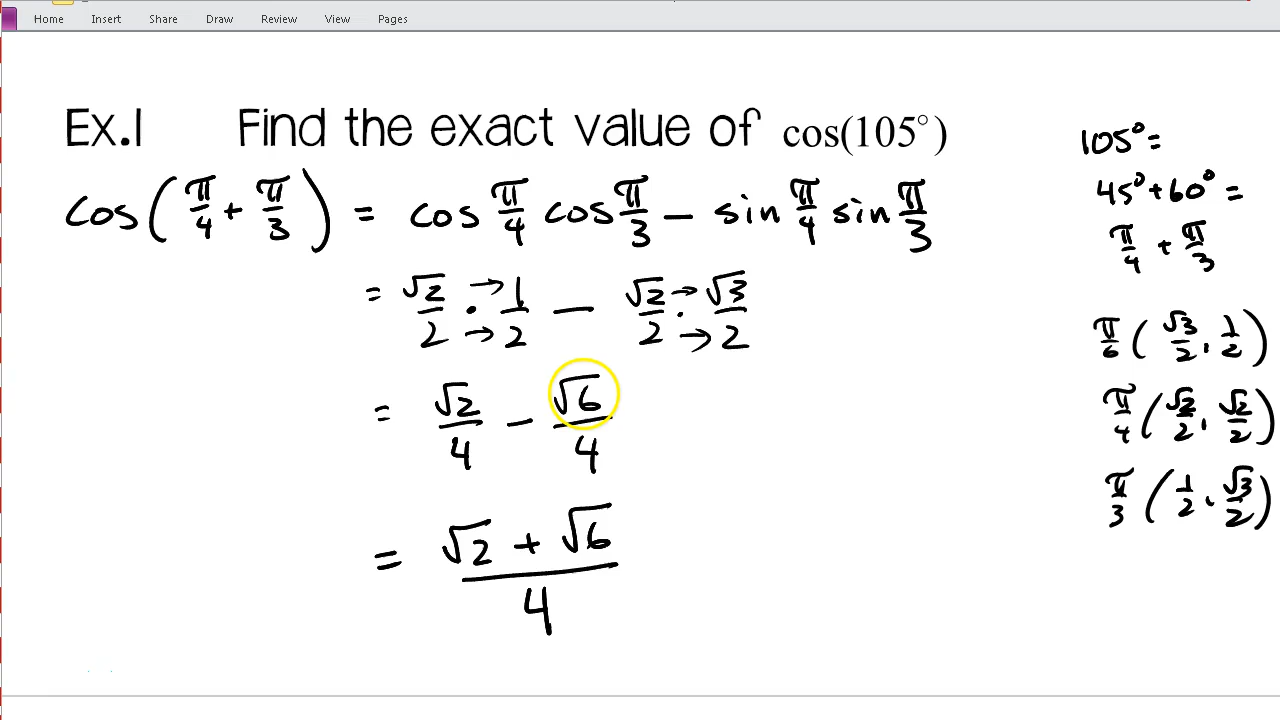 Home Insert Share Draw Review View Pages
Ex.1 Find the exact value of cos(105°)
cos(π/4 + π/3) = cos π/4 cos π/3 − sin π/4 sin π/3
= √2/2 · → 1/2 → − √2/2 · → √3/2 →
= √2/4 − √6/4
= (√2 + √6)/4
105° =
45° + 60° =
π/4 + π/3
π/6 (√3/2, 1/2)
π/4 (√2/2, √2/2)
π/3 (1/2, √3/2)